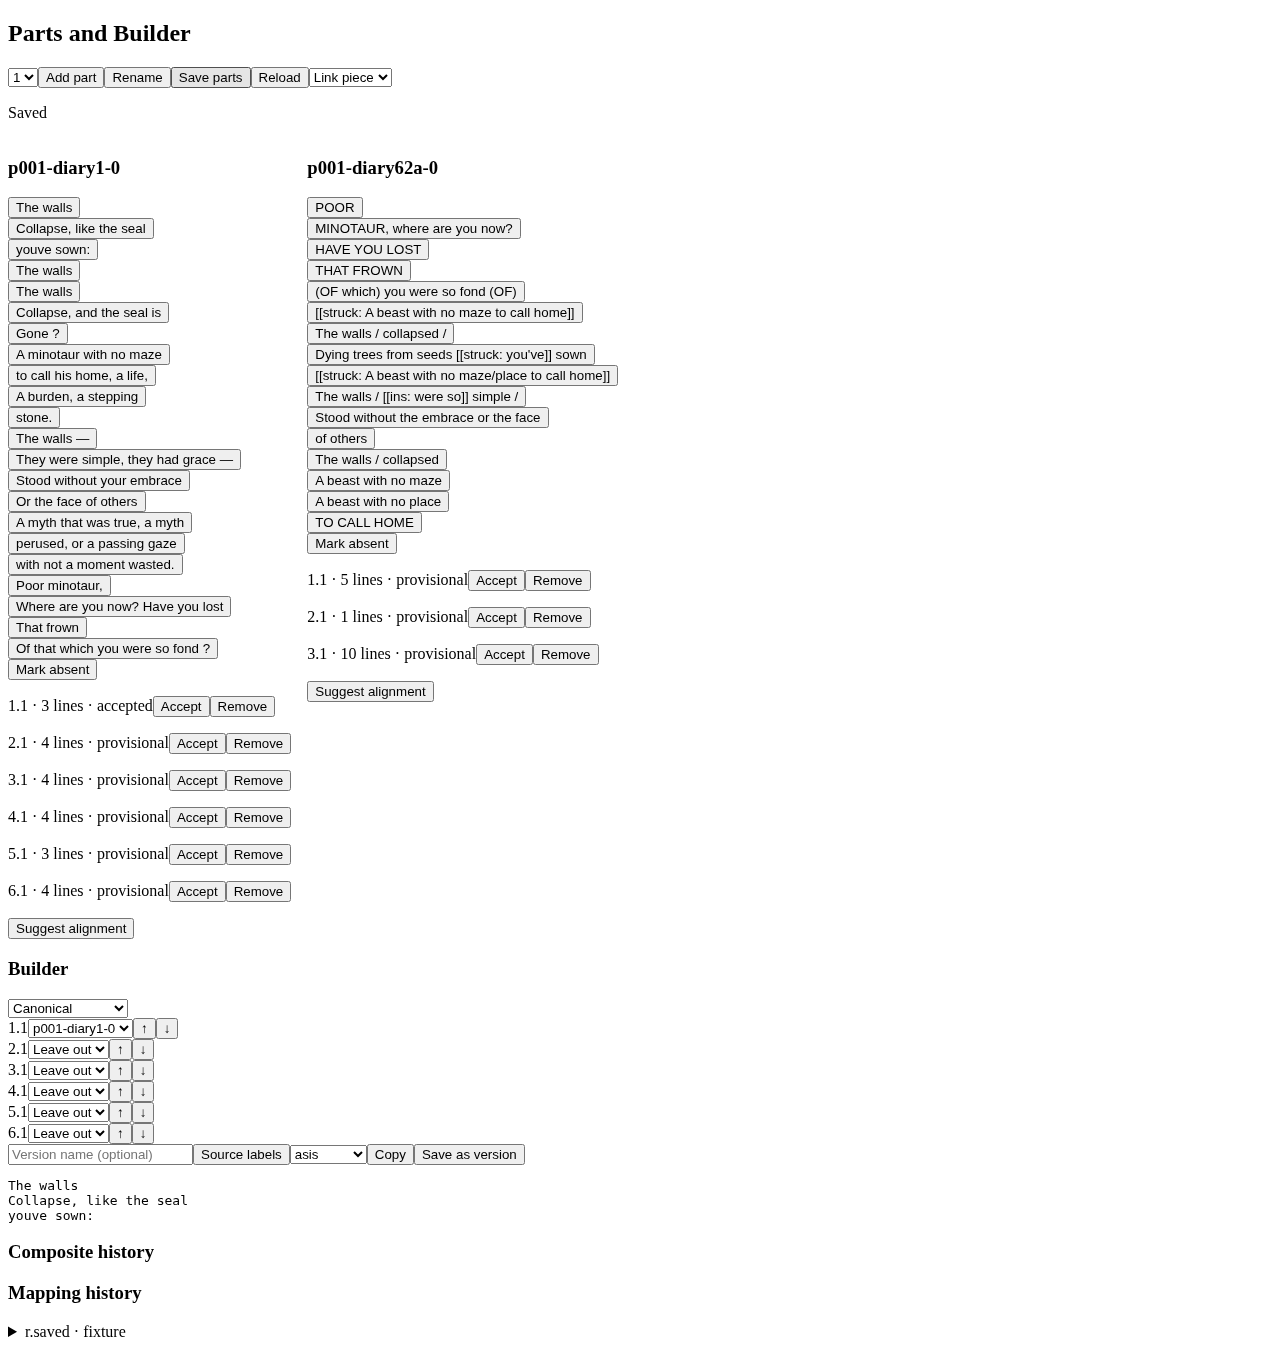 Parts and Builder
1 Add part Rename Save parts Reload Link piece
Saved
p001-diary1-0
The walls
Collapse, like the seal
youve sown:
The walls
The walls
Collapse, and the seal is
Gone ?
A minotaur with no maze
to call his home, a life,
A burden, a stepping
stone.
The walls —
They were simple, they had grace —
Stood without your embrace
Or the face of others
A myth that was true, a myth
perused, or a passing gaze
with not a moment wasted.
Poor minotaur,
Where are you now? Have you lost
That frown
Of that which you were so fond ?
Mark absent
1.1 · 3 lines · accepted Accept Remove
2.1 · 4 lines · provisional Accept Remove
3.1 · 4 lines · provisional Accept Remove
4.1 · 4 lines · provisional Accept Remove
5.1 · 3 lines · provisional Accept Remove
6.1 · 4 lines · provisional Accept Remove
Suggest alignment
p001-diary62a-0
POOR
MINOTAUR, where are you now?
HAVE YOU LOST
THAT FROWN
(OF which) you were so fond (OF)
[[struck: A beast with no maze to call home]]
The walls / collapsed /
Dying trees from seeds [[struck: you've]] sown
[[struck: A beast with no maze/place to call home]]
The walls / [[ins: were so]] simple /
Stood without the embrace or the face
of others
The walls / collapsed
A beast with no maze
A beast with no place
TO CALL HOME
Mark absent
1.1 · 5 lines · provisional Accept Remove
2.1 · 1 lines · provisional Accept Remove
3.1 · 10 lines · provisional Accept Remove
Suggest alignment
Builder
Canonical
1.1 p001-diary1-0 ↑ ↓
2.1 Leave out ↑ ↓
3.1 Leave out ↑ ↓
4.1 Leave out ↑ ↓
5.1 Leave out ↑ ↓
6.1 Leave out ↑ ↓
Version name (optional) Source labels asis Copy Save as version
The walls
Collapse, like the seal
youve sown:
Composite history
Mapping history
▶ r.saved · fixture